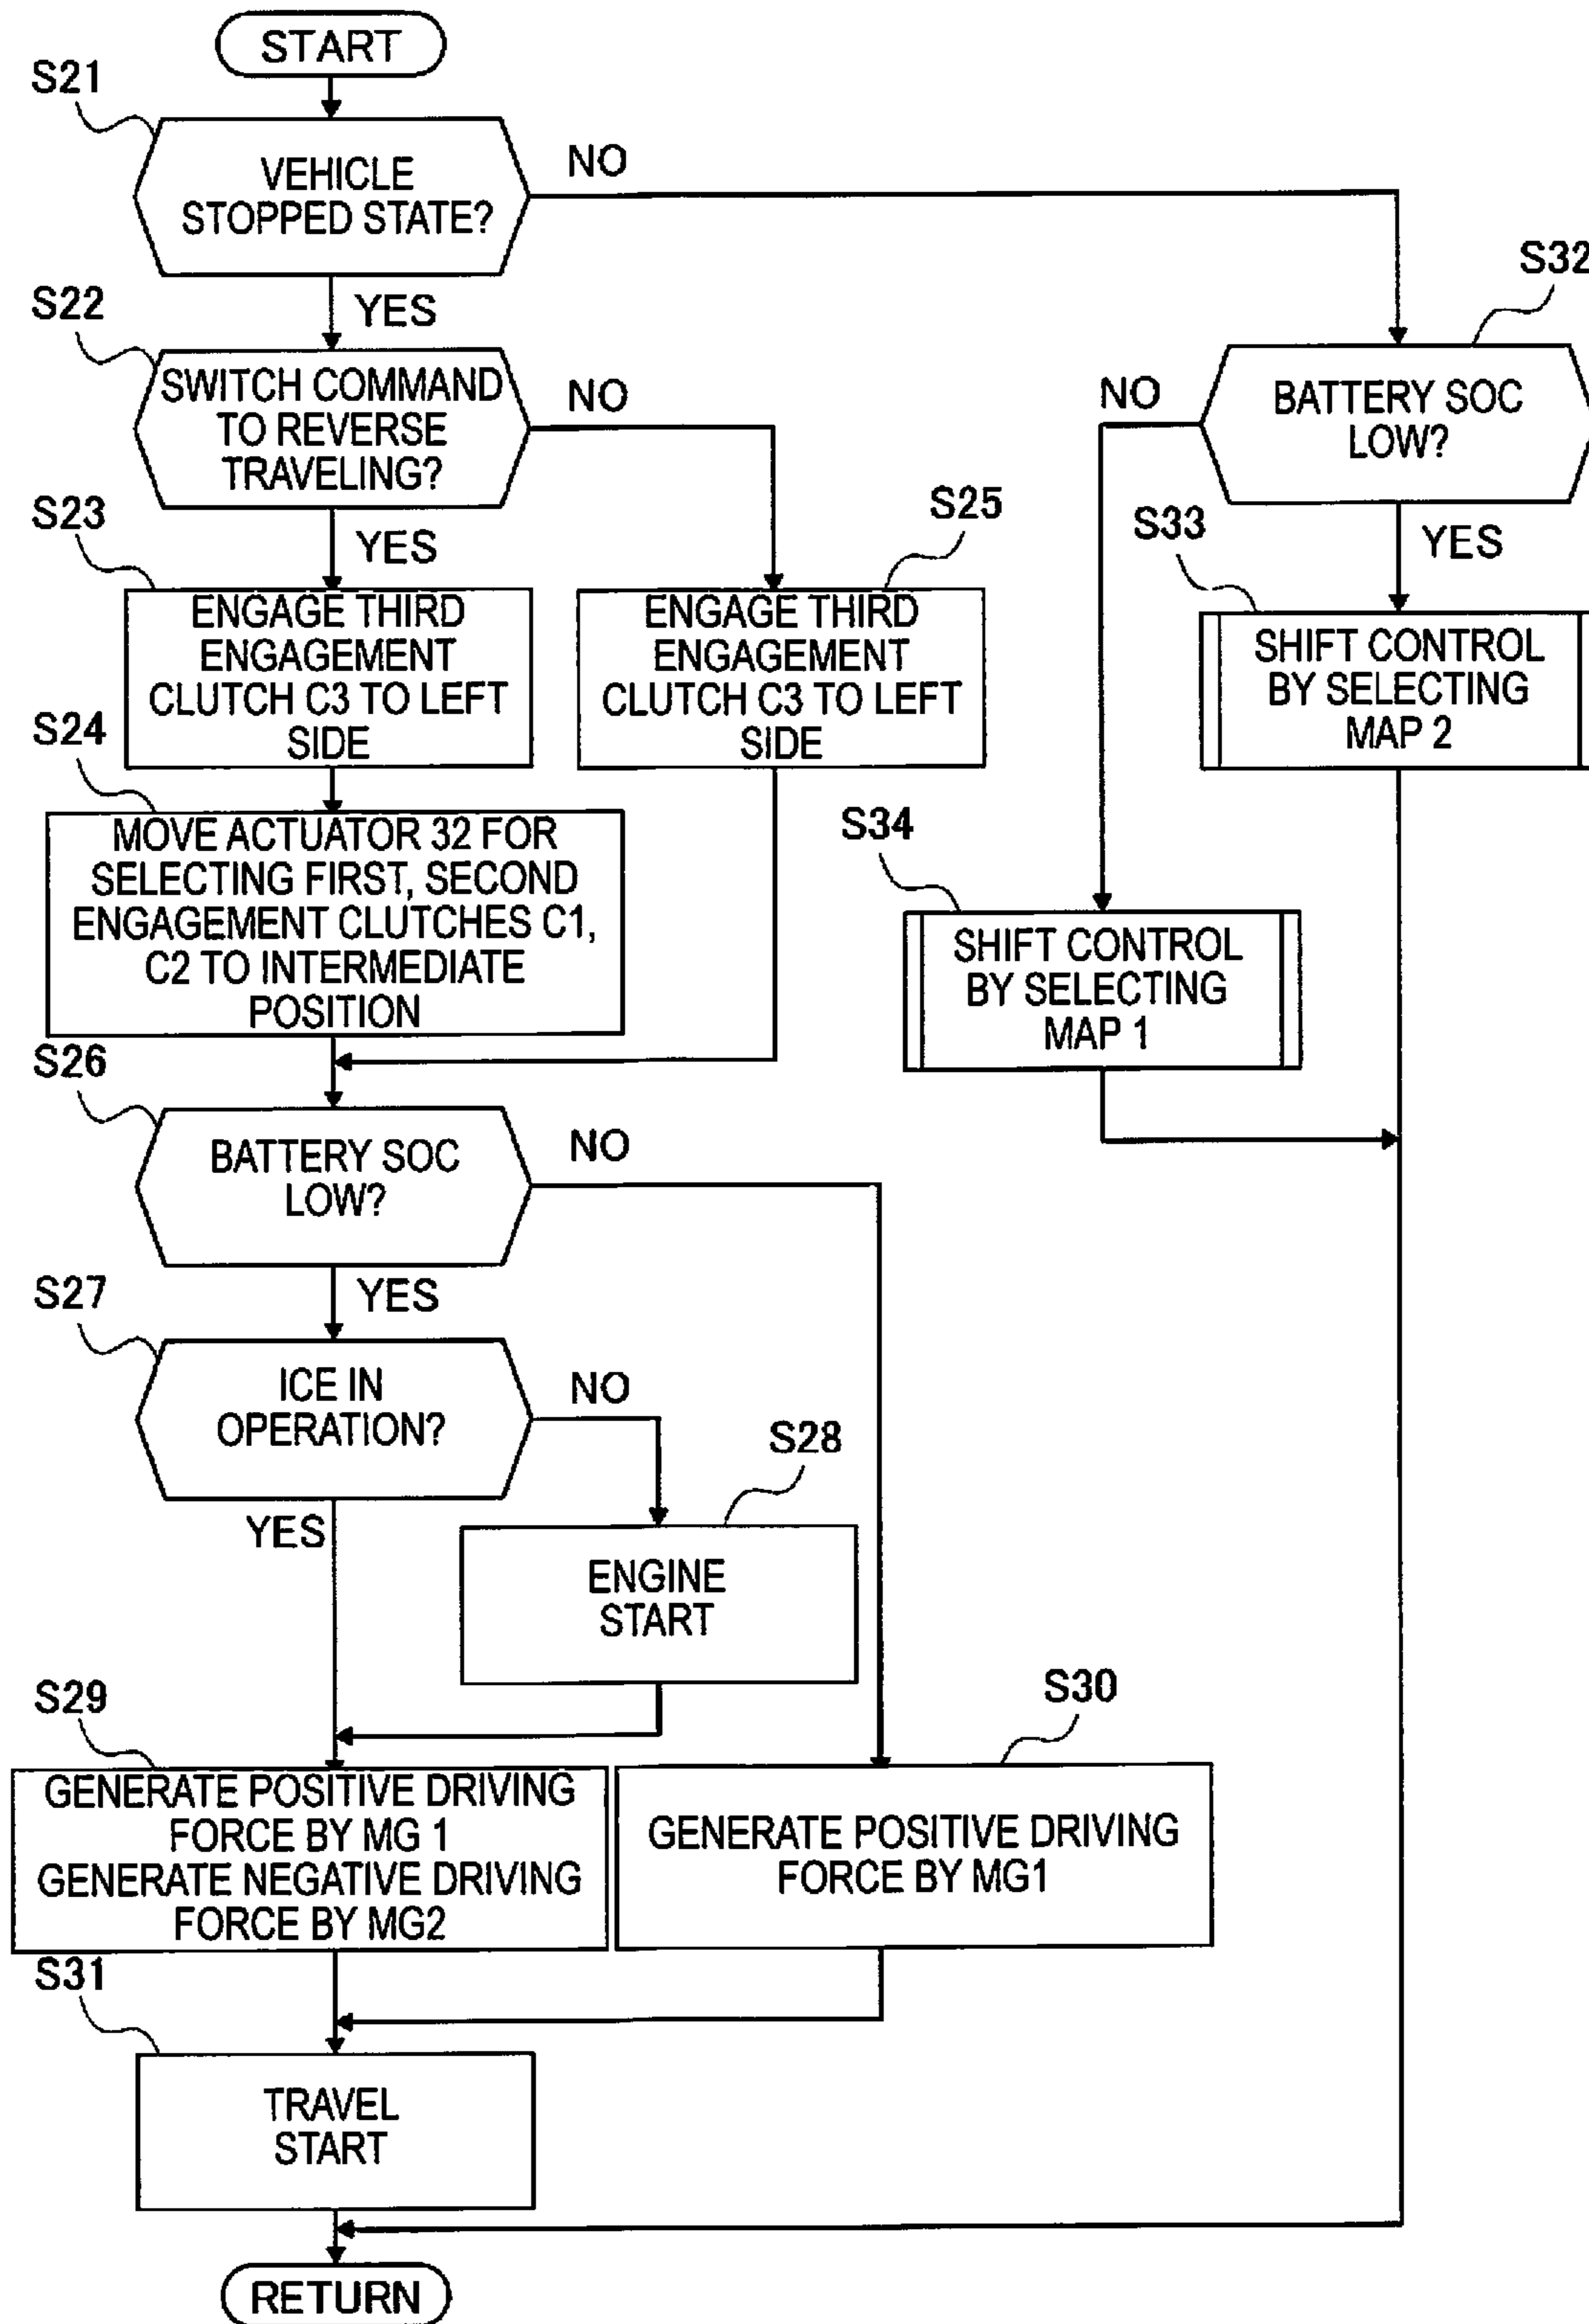 START
S21
VEHICLE
STOPPED STATE?
NO
YES
S22
SWITCH COMMAND
TO REVERSE
TRAVELING?
NO
YES
S23
ENGAGE THIRD
ENGAGEMENT
CLUTCH C3 TO LEFT
SIDE
S25
ENGAGE THIRD
ENGAGEMENT
CLUTCH C3 TO LEFT
SIDE
S24
MOVE ACTUATOR 32 FOR
SELECTING FIRST, SECOND
ENGAGEMENT CLUTCHES C1,
C2 TO INTERMEDIATE
POSITION
S26
BATTERY SOC
LOW?
NO
YES
S27
ICE IN
OPERATION?
NO
YES
S28
ENGINE
START
S29
GENERATE POSITIVE DRIVING
FORCE BY MG 1
GENERATE NEGATIVE DRIVING
FORCE BY MG2
S30
GENERATE POSITIVE DRIVING
FORCE BY MG1
S31
TRAVEL
START
S32
BATTERY SOC
LOW?
NO
YES
S33
SHIFT CONTROL
BY SELECTING
MAP 2
S34
SHIFT CONTROL
BY SELECTING
MAP 1
RETURN